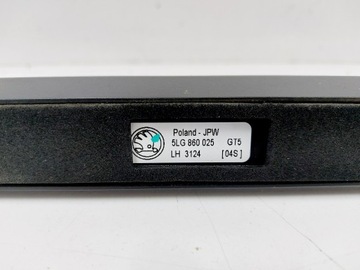 Poland - JPW
5LG 860 025 GT5
LH 3124 [04S]